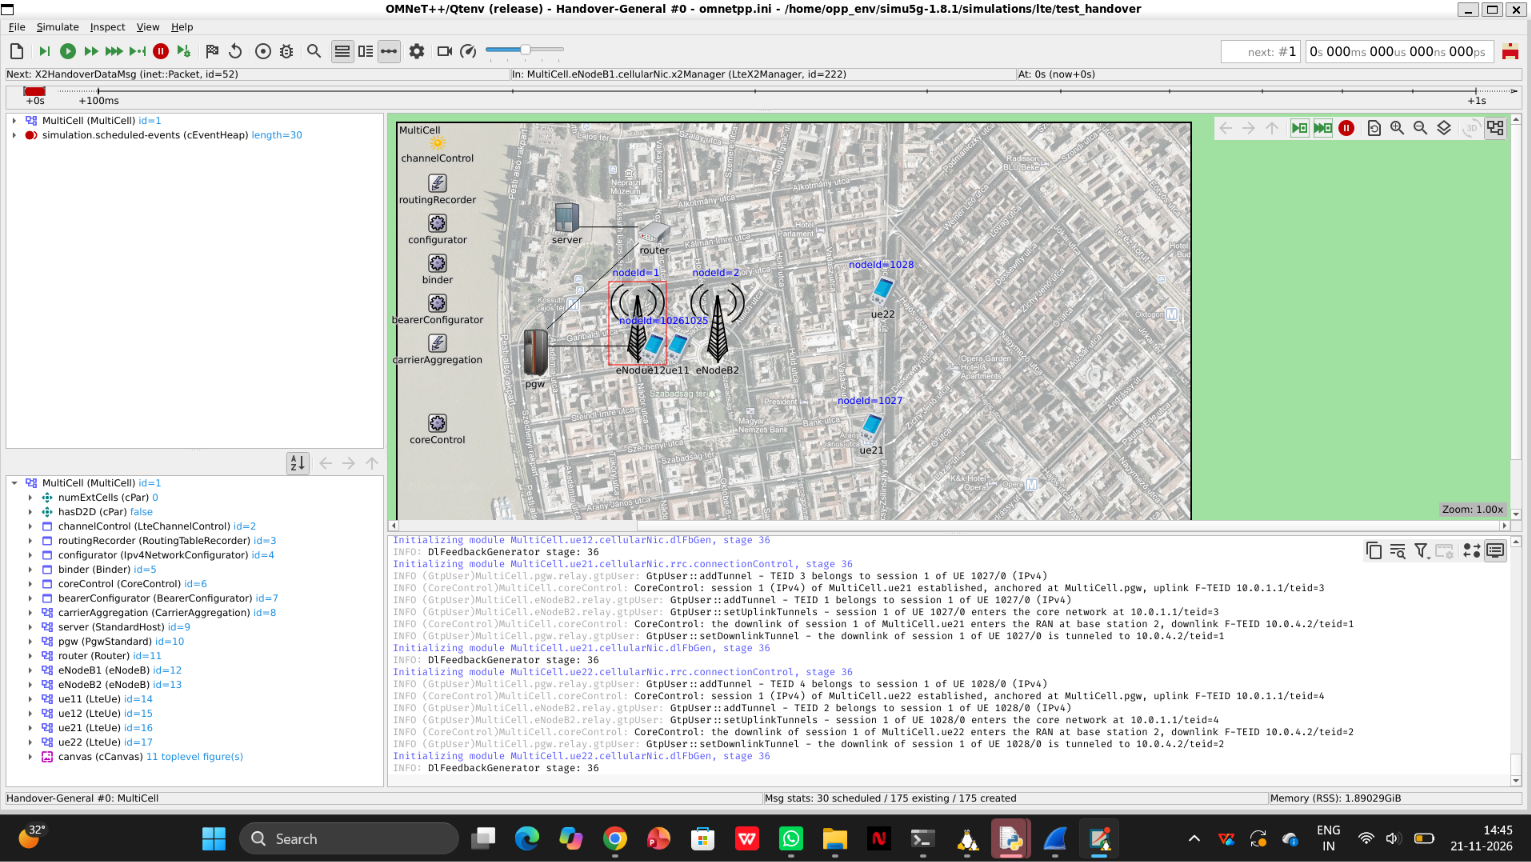 OMNeT++/Qtenv (release) - Handover-General #0 - omnetpp.ini - /home/opp_env/simu5g-1.8.1/simulations/lte/test_handover
File Simulate Inspect View Help
next: #1
0s 000ms 000us 000ns 000ps
Next: X2HandoverDataMsg (inet::Packet, id=52)
In: MultiCell.eNodeB1.cellularNic.x2Manager (LteX2Manager, id=222)
At: 0s (now+0s)
+0s
+100ms
+1s
MultiCell (MultiCell) id=1
simulation.scheduled-events (cEventHeap) length=30
MultiCell
channelControl
routingRecorder
configurator
binder
bearerConfigurator
carrierAggregation
coreControl
server
router
pgw
nodeId=1
nodeId=2
nodeId=10261025
eNodue12ue11
eNodeB2
nodeId=1028
ue22
nodeId=1027
ue21
Alkotmány utca
Kálmán Imre utca
Szabadság tér
Széchenyi utca
Arany János utca
Bank utca
Magyar Nemzeti Bank
Opera Garden Hotel & Apartments
K&k Hotel Opera
Oktogon
Zoom: 1.00x
MultiCell (MultiCell) id=1
numExtCells (cPar) 0
hasD2D (cPar) false
channelControl (LteChannelControl) id=2
routingRecorder (RoutingTableRecorder) id=3
configurator (Ipv4NetworkConfigurator) id=4
binder (Binder) id=5
coreControl (CoreControl) id=6
bearerConfigurator (BearerConfigurator) id=7
carrierAggregation (CarrierAggregation) id=8
server (StandardHost) id=9
pgw (PgwStandard) id=10
router (Router) id=11
eNodeB1 (eNodeB) id=12
eNodeB2 (eNodeB) id=13
ue11 (LteUe) id=14
ue12 (LteUe) id=15
ue21 (LteUe) id=16
ue22 (LteUe) id=17
canvas (cCanvas) 11 toplevel figure(s)
Initializing module MultiCell.ue12.cellularNic.dlFbGen, stage 36
INFO: DlFeedbackGenerator stage: 36
Initializing module MultiCell.ue21.cellularNic.rrc.connectionControl, stage 36
INFO (GtpUser)MultiCell.pgw.relay.gtpUser: GtpUser::addTunnel - TEID 3 belongs to session 1 of UE 1027/0 (IPv4)
INFO (CoreControl)MultiCell.coreControl: CoreControl: session 1 (IPv4) of MultiCell.ue21 established, anchored at MultiCell.pgw, uplink F-TEID 10.0.1.1/teid=3
INFO (GtpUser)MultiCell.eNodeB2.relay.gtpUser: GtpUser::addTunnel - TEID 1 belongs to session 1 of UE 1027/0 (IPv4)
INFO (GtpUser)MultiCell.eNodeB2.relay.gtpUser: GtpUser::setUplinkTunnels - session 1 of UE 1027/0 enters the core network at 10.0.1.1/teid=3
INFO (CoreControl)MultiCell.coreControl: CoreControl: the downlink of session 1 of MultiCell.ue21 enters the RAN at base station 2, downlink F-TEID 10.0.4.2/teid=1
INFO (GtpUser)MultiCell.pgw.relay.gtpUser: GtpUser::setDownlinkTunnel - the downlink of session 1 of UE 1027/0 is tunneled to 10.0.4.2/teid=1
Initializing module MultiCell.ue21.cellularNic.dlFbGen, stage 36
INFO: DlFeedbackGenerator stage: 36
Initializing module MultiCell.ue22.cellularNic.rrc.connectionControl, stage 36
INFO (GtpUser)MultiCell.pgw.relay.gtpUser: GtpUser::addTunnel - TEID 4 belongs to session 1 of UE 1028/0 (IPv4)
INFO (CoreControl)MultiCell.coreControl: CoreControl: session 1 (IPv4) of MultiCell.ue22 established, anchored at MultiCell.pgw, uplink F-TEID 10.0.1.1/teid=4
INFO (GtpUser)MultiCell.eNodeB2.relay.gtpUser: GtpUser::addTunnel - TEID 2 belongs to session 1 of UE 1028/0 (IPv4)
INFO (GtpUser)MultiCell.eNodeB2.relay.gtpUser: GtpUser::setUplinkTunnels - session 1 of UE 1028/0 enters the core network at 10.0.1.1/teid=4
INFO (CoreControl)MultiCell.coreControl: CoreControl: the downlink of session 1 of MultiCell.ue22 enters the RAN at base station 2, downlink F-TEID 10.0.4.2/teid=2
INFO (GtpUser)MultiCell.pgw.relay.gtpUser: GtpUser::setDownlinkTunnel - the downlink of session 1 of UE 1028/0 is tunneled to 10.0.4.2/teid=2
Initializing module MultiCell.ue22.cellularNic.dlFbGen, stage 36
INFO: DlFeedbackGenerator stage: 36
Handover-General #0: MultiCell
Msg stats: 30 scheduled / 175 existing / 175 created
Memory (RSS): 1.89029GiB
32°
Search
ENG
IN
14:45
21-11-2026